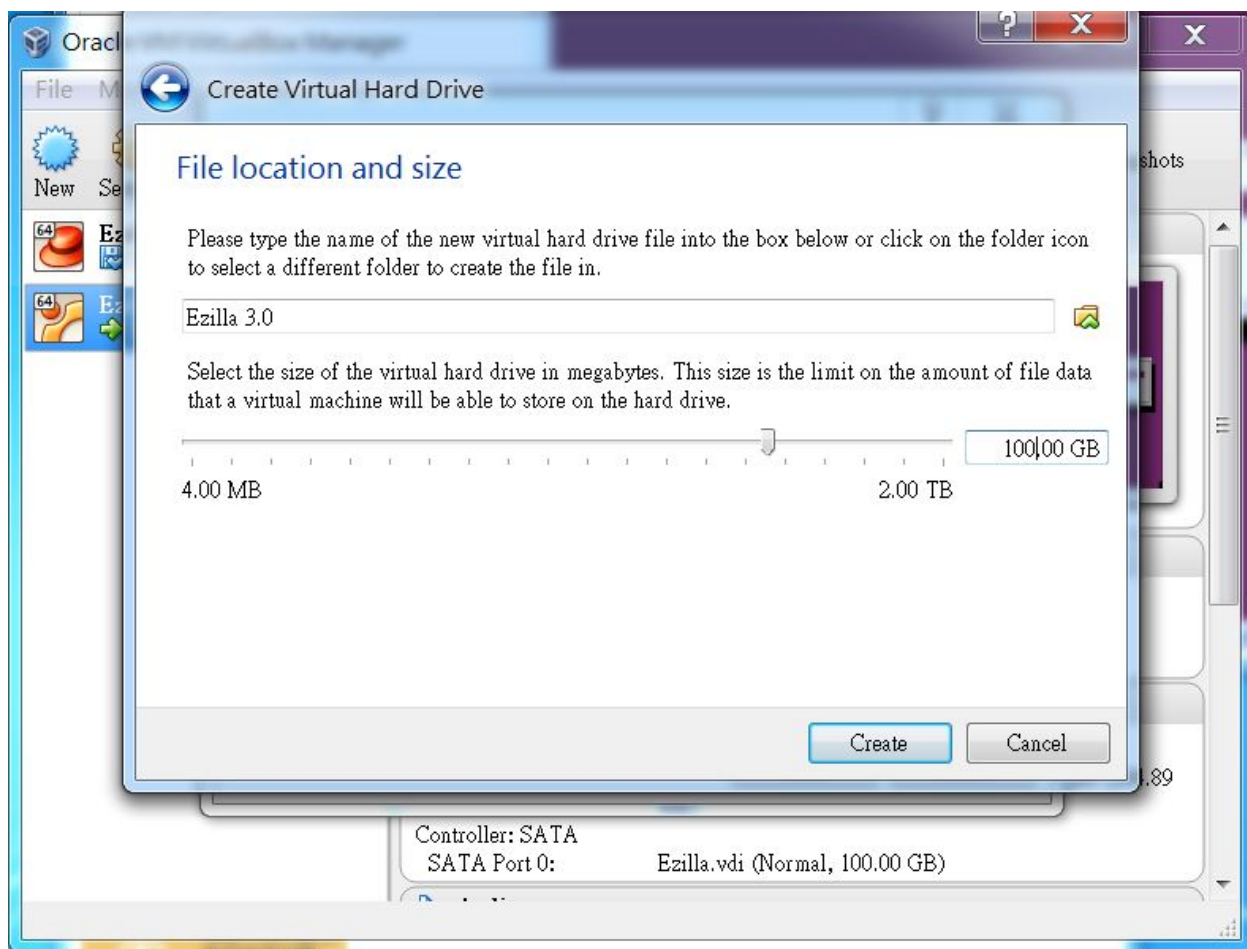 Oracl
Create Virtual Hard Drive
File M
File location and size
New Se
shots
Please type the name of the new virtual hard drive file into the box below or click on the folder icon
to select a different folder to create the file in.
64 Ez
64 Ez
Ezilla 3.0
Select the size of the virtual hard drive in megabytes. This size is the limit on the amount of file data
that a virtual machine will be able to store on the hard drive.
100.00 GB
4.00 MB 2.00 TB
Create Cancel
.89
Controller: SATA
SATA Port 0: Ezilla.vdi (Normal, 100.00 GB)